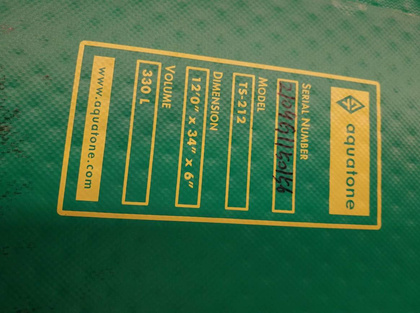 aquatone
SERIAL NUMBER
MODEL
TS-212
DIMENSION
12'0" x 34" x 6"
VOLUME
330 L
www.aquatone.com